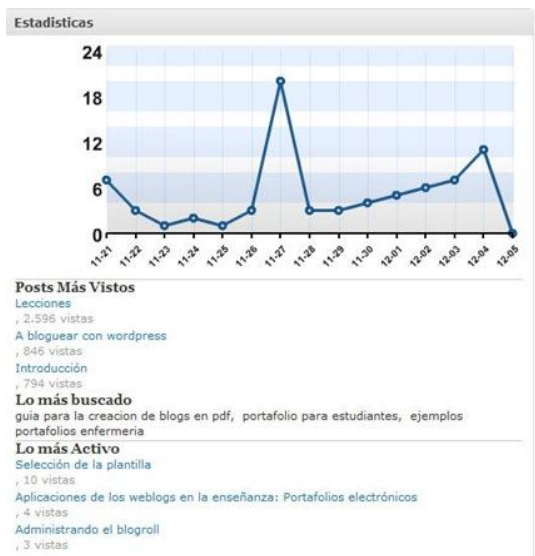 Estadisticas
24
18
12
6
0
11-21 11-22 11-23 11-24 11-25 11-26 11-27 11-28 11-29 11-30 12-01 12-02 12-03 12-04 12-05
Posts Más Vistos
Lecciones
, 2.596 vistas
A bloguear con wordpress
, 846 vistas
Introducción
, 794 vistas
Lo más buscado
guia para la creacion de blogs en pdf, portafolio para estudiantes, ejemplos
portafolios enfermeria
Lo más Activo
Selección de la plantilla
, 10 vistas
Aplicaciones de los weblogs en la enseñanza: Portafolios electrónicos
, 4 vistas
Administrando el blogroll
, 3 vistas